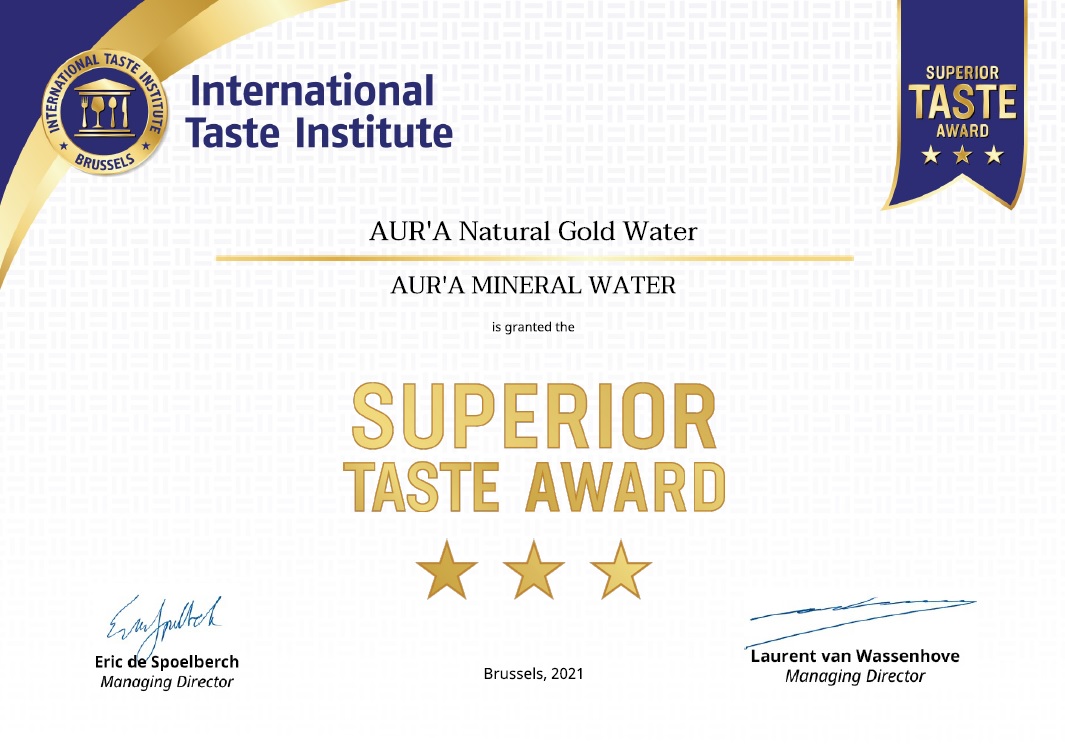 INTERNATIONAL TASTE INSTITUTE
BRUSSELS
International
Taste Institute
SUPERIOR
TASTE
AWARD
AUR'A Natural Gold Water
AUR'A MINERAL WATER
is granted the
SUPERIOR
TASTE AWARD
Eric de Spoelberch
Managing Director
Brussels, 2021
Laurent van Wassenhove
Managing Director